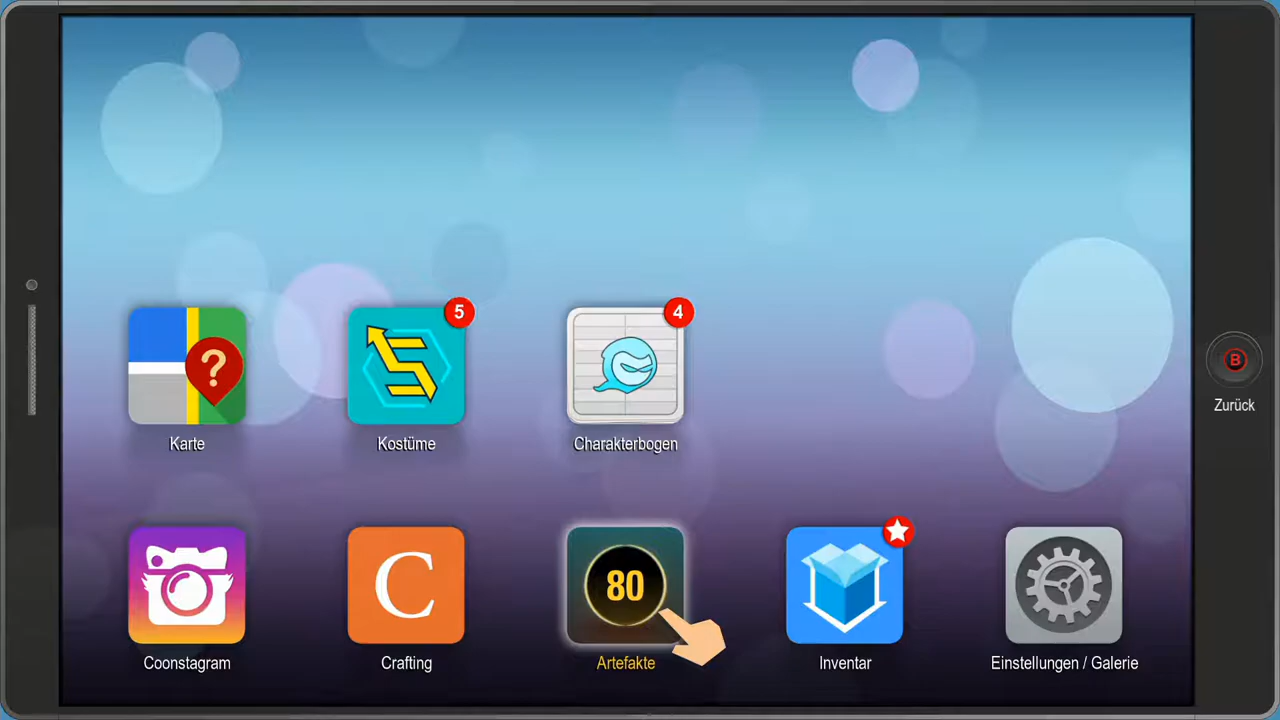 5
4
?
B
Zurück
Karte
Kostüme
Charakterbogen
C
80
Coonstagram
Crafting
Artefakte
Inventar
Einstellungen / Galerie